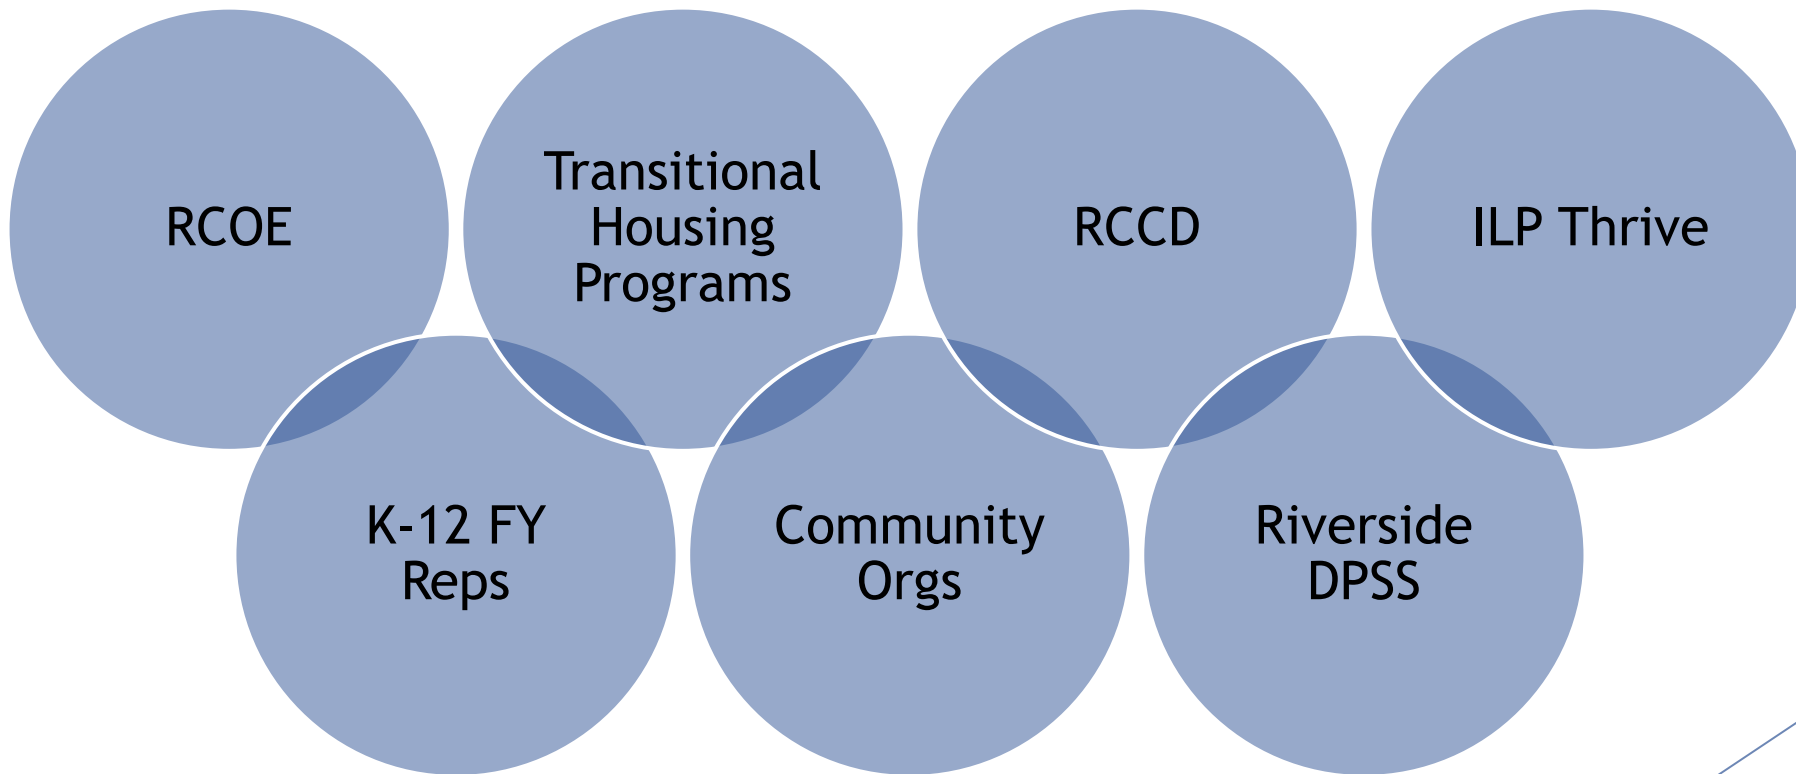 RCOE
Transitional
Housing
Programs
RCCD
ILP Thrive
K-12 FY
Reps
Community
Orgs
Riverside
DPSS